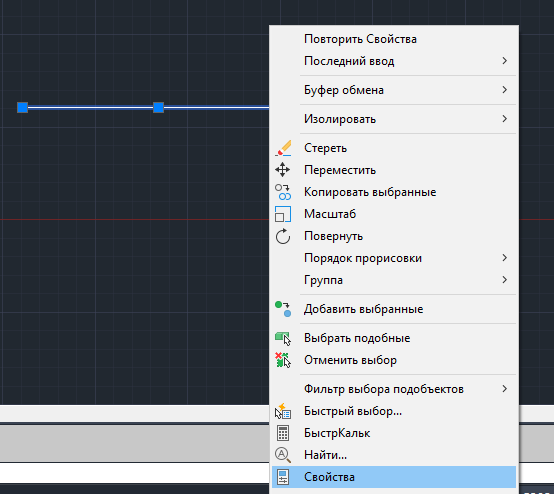 Повторить Свойства
Последний ввод
Буфер обмена
Изолировать
Стереть
Переместить
Копировать выбранные
Масштаб
Повернуть
Порядок прорисовки
Группа
Добавить выбранные
Выбрать подобные
Отменить выбор
Фильтр выбора подобъектов
Быстрый выбор...
БыстрКальк
Найти...
Свойства